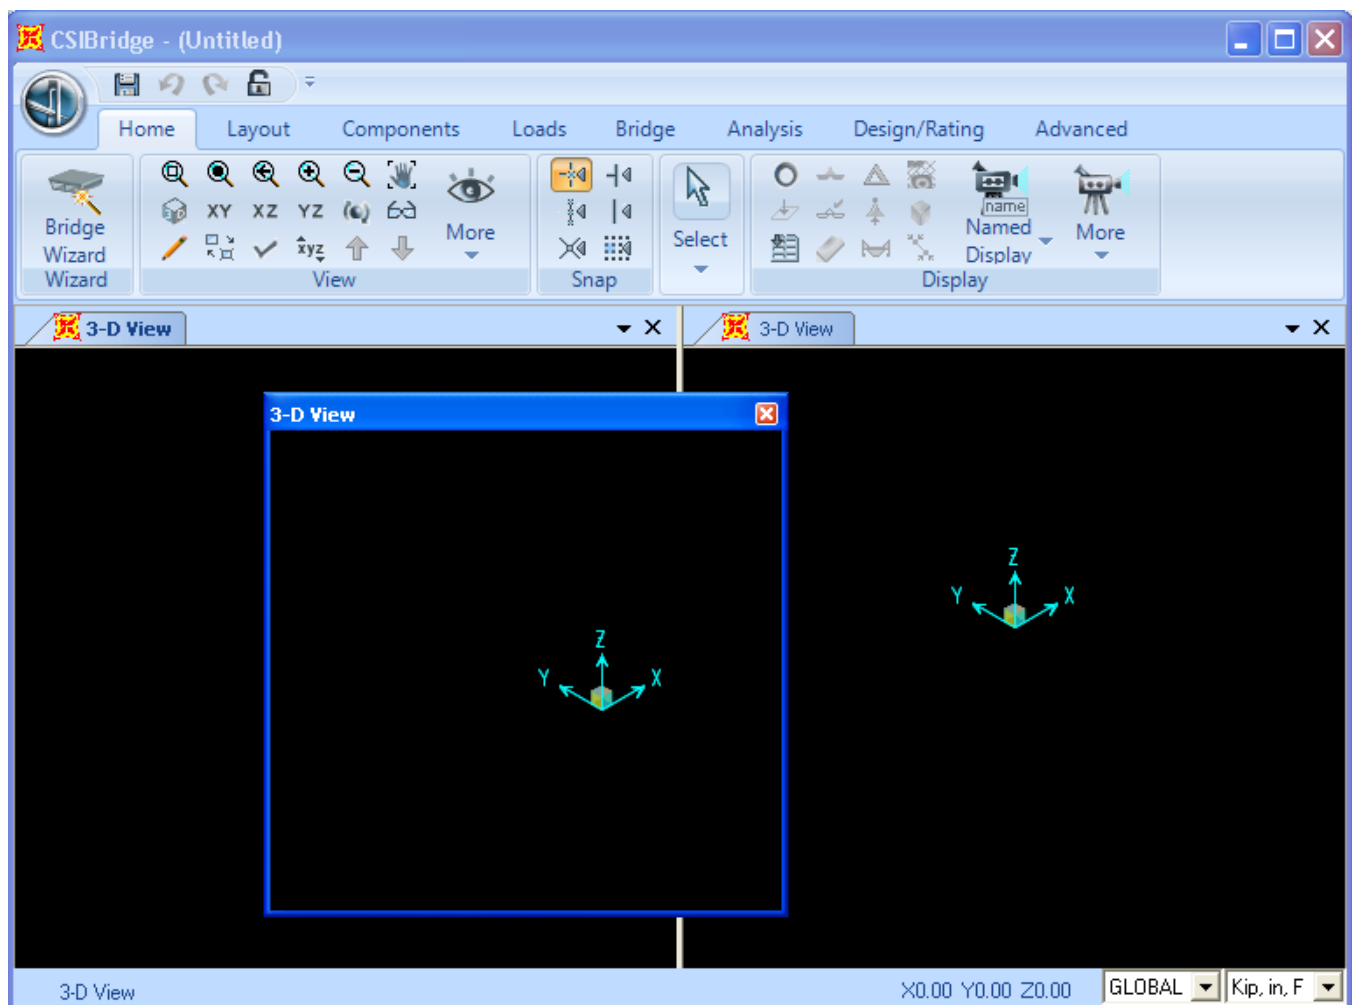 CSIBridge - (Untitled)
Home Layout Components Loads Bridge Analysis Design/Rating Advanced
Bridge
Wizard
Wizard
XY XZ YZ
xyz
More
View
Snap
Select
name
Named
Display
More
Display
3-D View
3-D View
3-D View
Z
Y
X
Z
Y
X
3-D View
X0.00 Y0.00 Z0.00
GLOBAL
Kip, in, F